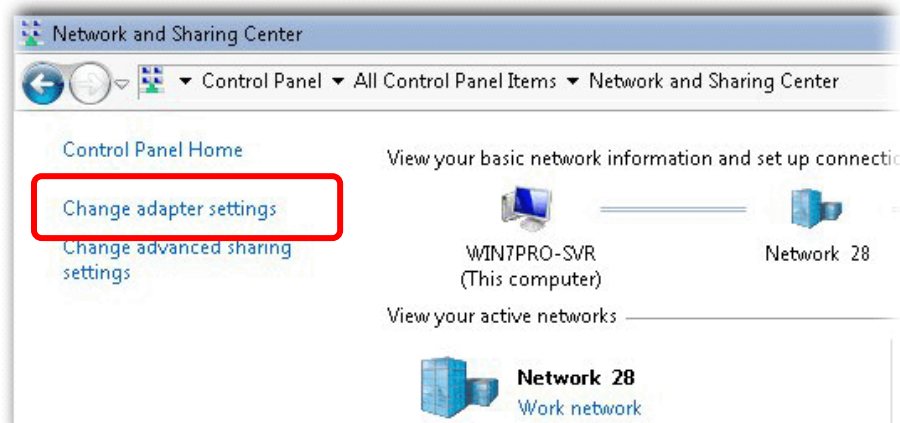 Network and Sharing Center
Control Panel All Control Panel Items Network and Sharing Center
Control Panel Home
Change adapter settings
Change advanced sharing
settings
View your basic network information and set up
WIN7PRO-SVR
(This computer)
Network 28
View your active networks
Network 28
Work network